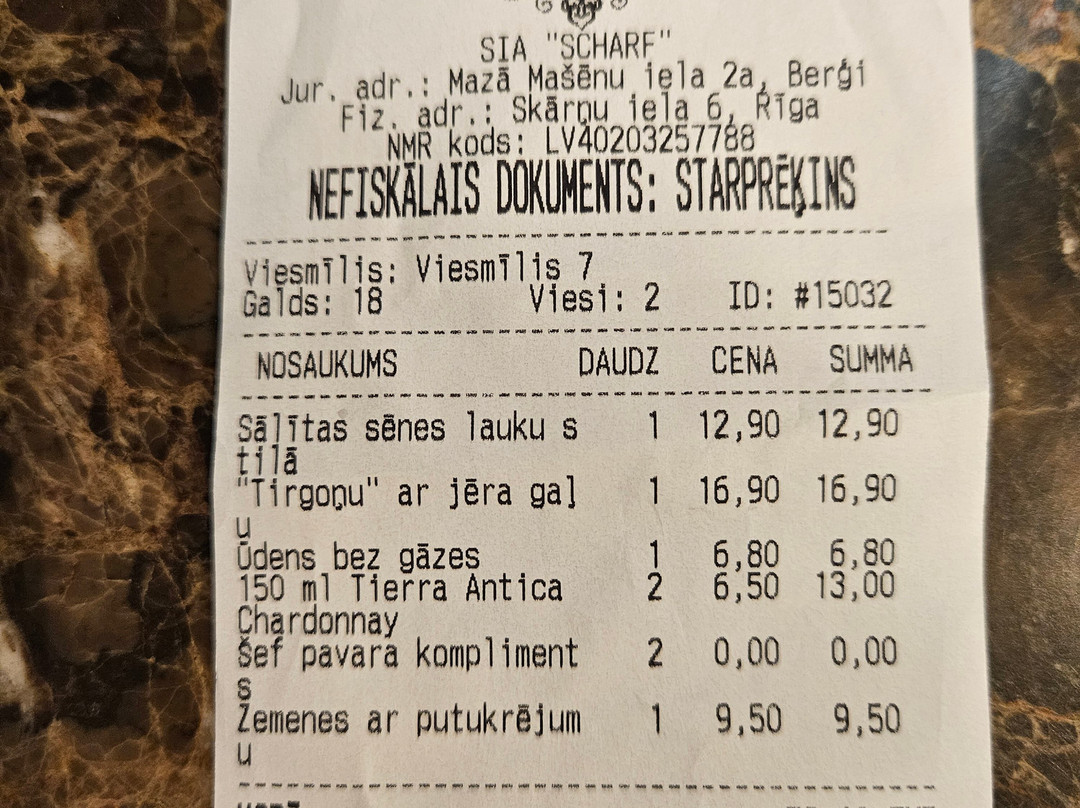 SIA "SCHARF"
Jur. adr.: Mazā Mašēnu iela 2a, Berģi
Fiz. adr.: Skārņu iela 6, Rīga
NMR kods: LV40203257788
NEFISKĀLAIS DOKUMENTS: STARPRĒĶINS
Viesmīlis: Viesmīlis 7
Galds: 18 Viesi: 2 ID: #15032
NOSAUKUMS DAUDZ CENA SUMMA
Sālītas sēnes lauku s 1 12,90 12,90
tilā
"Tirgoņu" ar jēra gaļ 1 16,90 16,90
u
Ūdens bez gāzes 1 6,80 6,80
150 ml Tierra Antica 2 6,50 13,00
Chardonnay
Šef pavara kompliment 2 0,00 0,00
s
Zemenes ar putukrējum 1 9,50 9,50
u